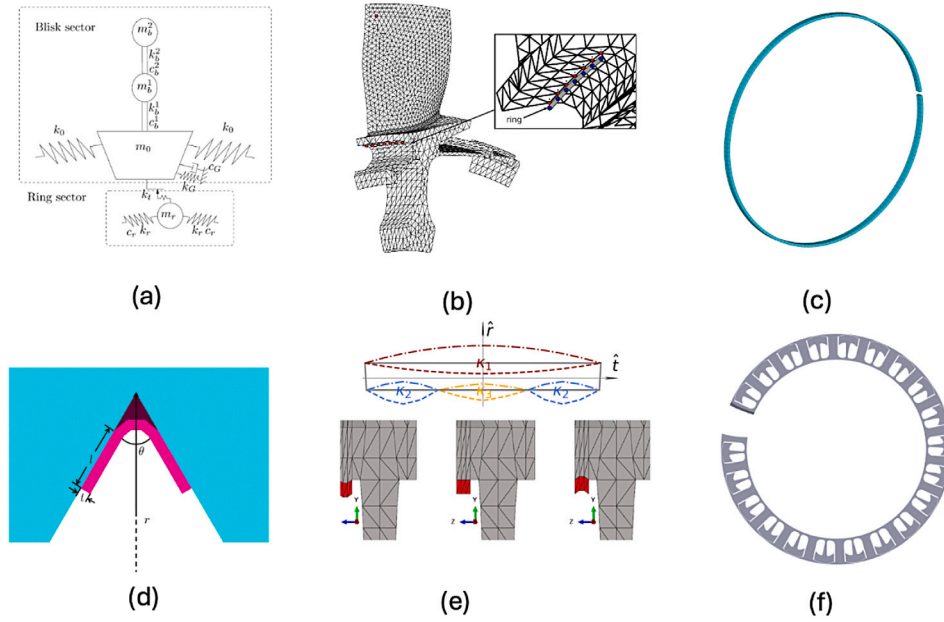 Blisk sector
m_b^2
k_b^2
c_b^2
m_b^1
k_b^1
c_b^1
k_0
k_0
m_0
c_G
k_G
Ring sector
k_t
m_r
c_r k_r
k_r c_r
(a)
ring
(b)
(c)
l
θ
r
(d)
r̂
t̂
K_1
K_2
K_3
K_2
Y
Z
Y
Z
Y
Z
(e)
(f)